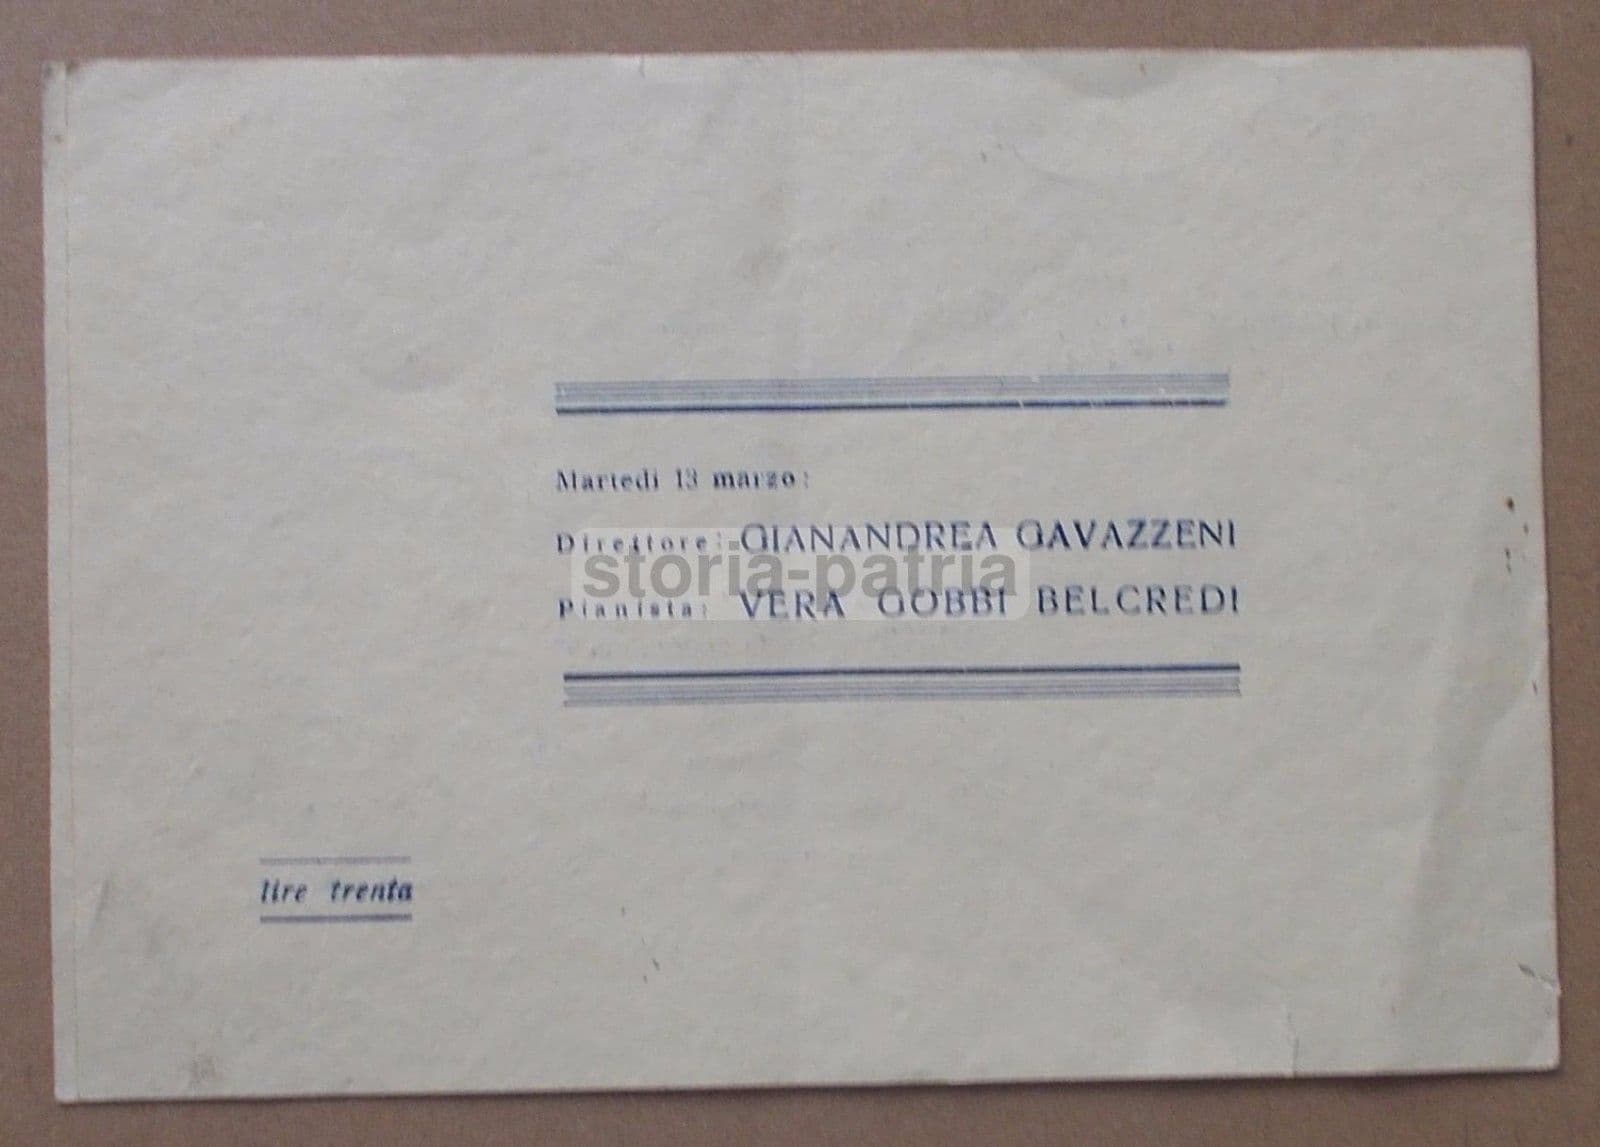 Martedì 13 marzo:
Direttore: GIANANDREA GAVAZZENI
storia-patria
Pianista: VERA GOBBI BELCREDI
lire trenta